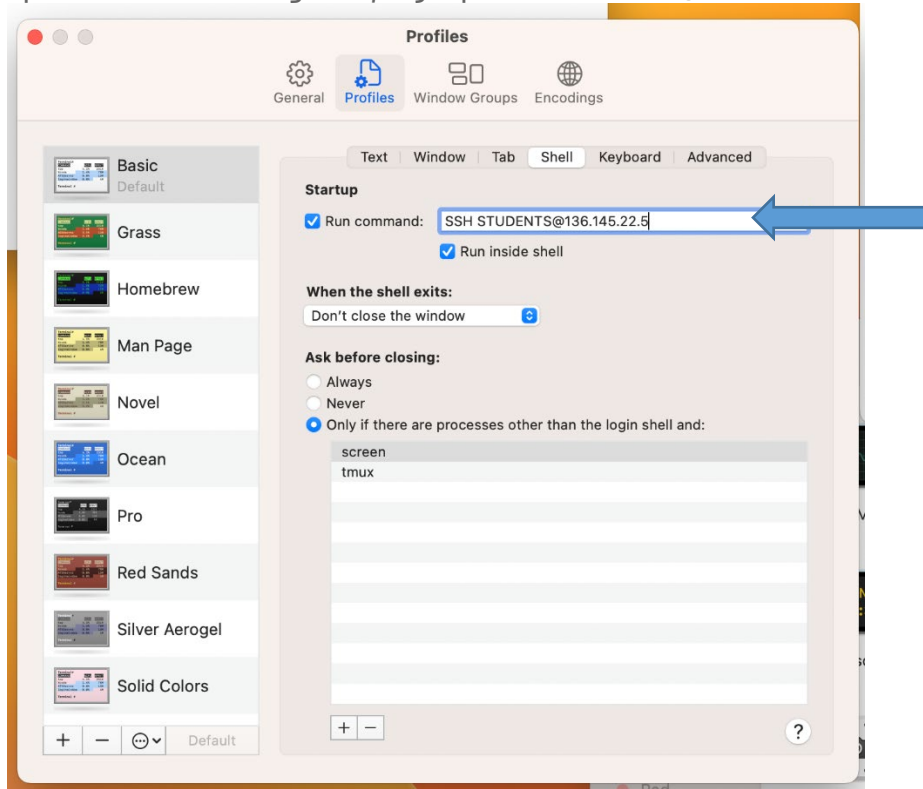 Profiles
General
Profiles
Window Groups
Encodings
Text
Window
Tab
Shell
Keyboard
Advanced
Basic
Default
Grass
Homebrew
Man Page
Novel
Ocean
Pro
Red Sands
Silver Aerogel
Solid Colors
+ − Default
Startup
Run command: SSH STUDENTS@136.145.22.5
Run inside shell
When the shell exits:
Don't close the window
Ask before closing:
Always
Never
Only if there are processes other than the login shell and:
screen
tmux
+ −
?